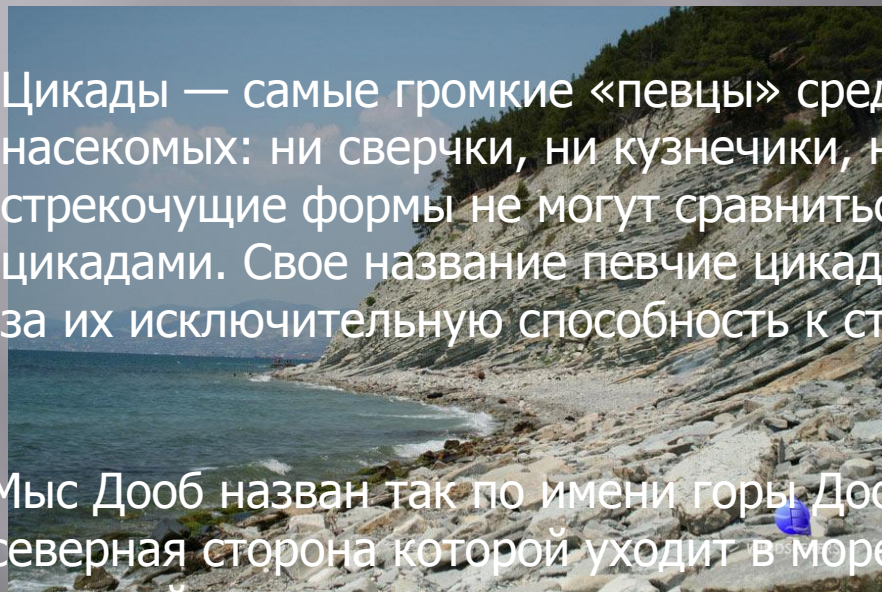 Цикады — самые громкие «певцы» сред
насекомых: ни сверчки, ни кузнечики, н
стрекочущие формы не могут сравнитьс
цикадами. Свое название певчие цикад
за их исключительную способность к ст
Мыс Дооб назван так по имени горы Доо
северная сторона которой уходит в море